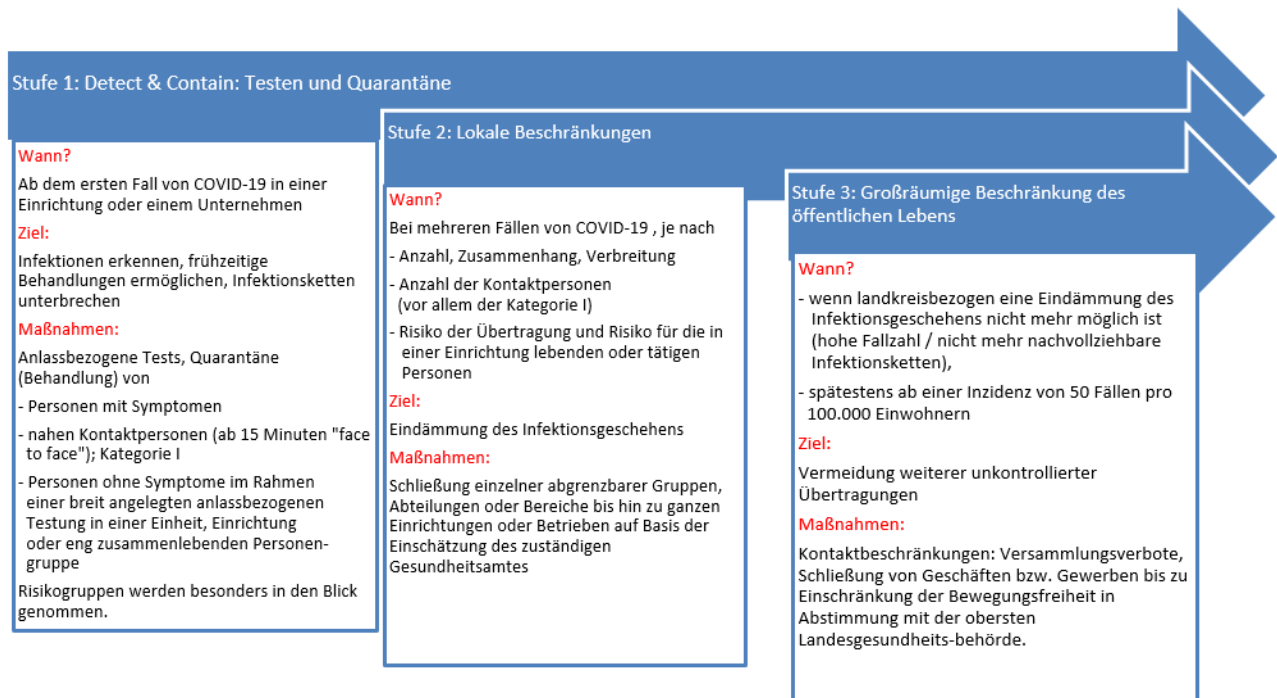 Stufe 1: Detect & Contain: Testen und Quarantäne
Wann?
Ab dem ersten Fall von COVID-19 in einer
Einrichtung oder einem Unternehmen
Ziel:
Infektionen erkennen, frühzeitige
Behandlungen ermöglichen, Infektionsketten
unterbrechen
Maßnahmen:
Anlassbezogene Tests, Quarantäne
(Behandlung) von
- Personen mit Symptomen
- nahen Kontaktpersonen (ab 15 Minuten "face
to face"); Kategorie I
- Personen ohne Symptome im Rahmen
einer breit angelegten anlassbezogenen
Testung in einer Einheit, Einrichtung
oder eng zusammenlebenden Personen-
gruppe
Risikogruppen werden besonders in den Blick
genommen.
Stufe 2: Lokale Beschränkungen
Wann?
Bei mehreren Fällen von COVID-19 , je nach
- Anzahl, Zusammenhang, Verbreitung
- Anzahl der Kontaktpersonen
(vor allem der Kategorie I)
- Risiko der Übertragung und Risiko für die in
einer Einrichtung lebenden oder tätigen
Personen
Ziel:
Eindämmung des Infektionsgeschehens
Maßnahmen:
Schließung einzelner abgrenzbarer Gruppen,
Abteilungen oder Bereiche bis hin zu ganzen
Einrichtungen oder Betrieben auf Basis der
Einschätzung des zuständigen
Gesundheitsamtes
Stufe 3: Großräumige Beschränkung des
öffentlichen Lebens
Wann?
- wenn landkreisbezogen eine Eindämmung des
Infektionsgeschehens nicht mehr möglich ist
(hohe Fallzahl / nicht mehr nachvollziehbare
Infektionsketten),
- spätestens ab einer Inzidenz von 50 Fällen pro
100.000 Einwohnern
Ziel:
Vermeidung weiterer unkontrollierter
Übertragungen
Maßnahmen:
Kontaktbeschränkungen: Versammlungsverbote,
Schließung von Geschäften bzw. Gewerben bis zu
Einschränkung der Bewegungsfreiheit in
Abstimmung mit der obersten
Landesgesundheits-behörde.